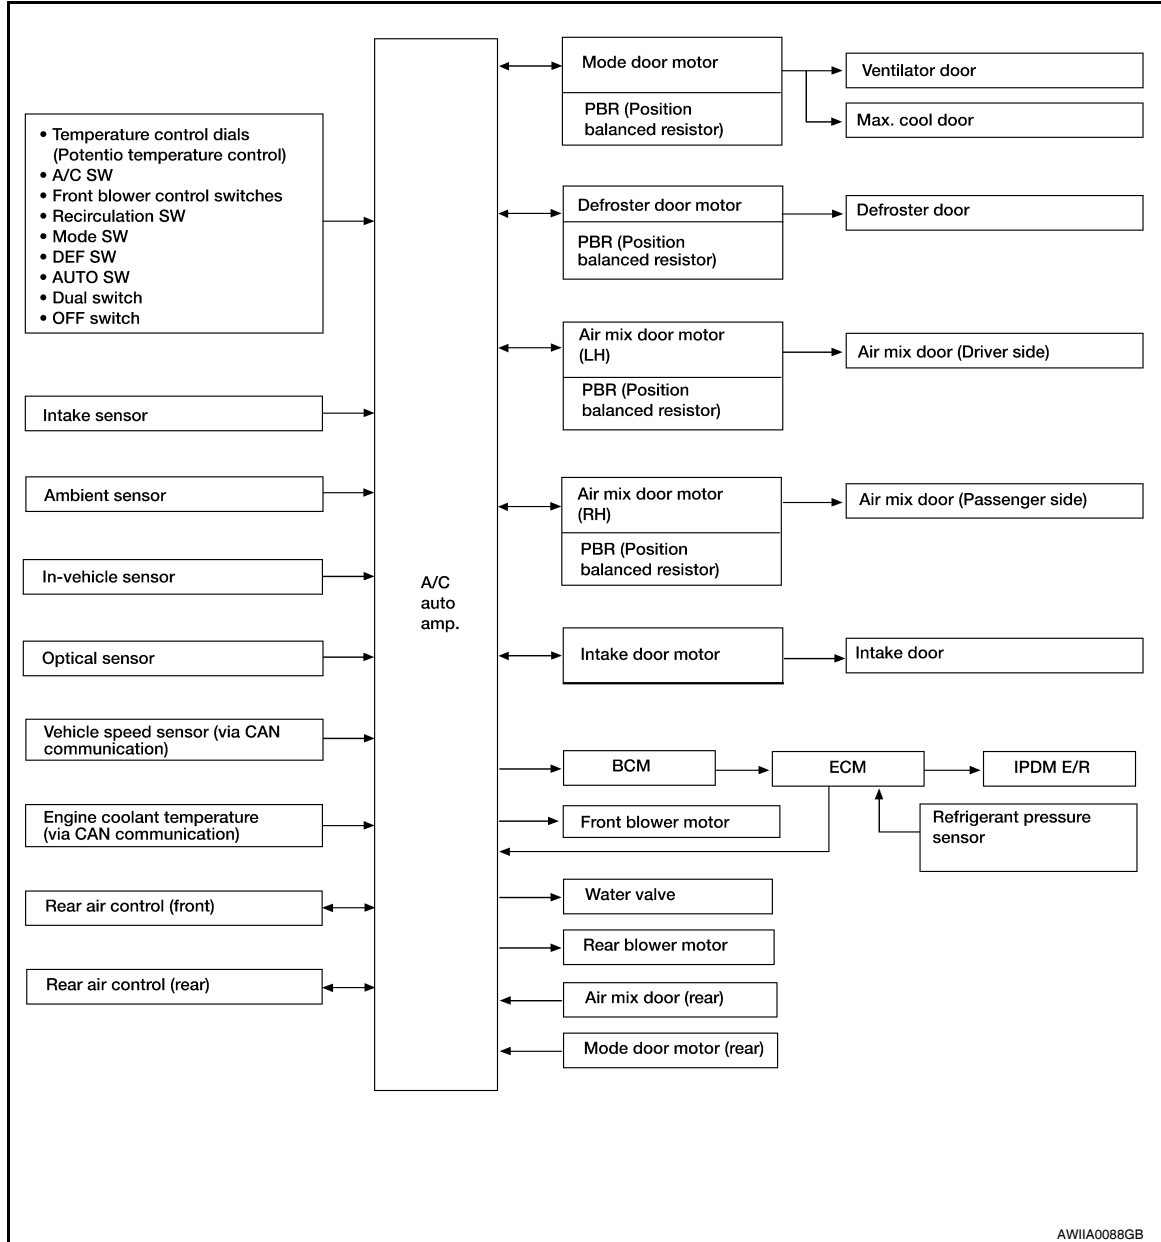 • Temperature control dials
(Potentio temperature control)
• A/C SW
• Front blower control switches
• Recirculation SW
• Mode SW
• DEF SW
• AUTO SW
• Dual switch
• OFF switch
Intake sensor
Ambient sensor
In-vehicle sensor
Optical sensor
Vehicle speed sensor (via CAN
communication)
Engine coolant temperature
(via CAN communication)
Rear air control (front)
Rear air control (rear)
A/C
auto
amp.
Mode door motor
PBR (Position
balanced resistor)
Ventilator door
Max. cool door
Defroster door motor
PBR (Position
balanced resistor)
Defroster door
Air mix door motor
(LH)
PBR (Position
balanced resistor)
Air mix door (Driver side)
Air mix door motor
(RH)
PBR (Position
balanced resistor)
Air mix door (Passenger side)
Intake door motor
Intake door
BCM
ECM
IPDM E/R
Front blower motor
Refrigerant pressure
sensor
Water valve
Rear blower motor
Air mix door (rear)
Mode door motor (rear)
AWIIA0088GB